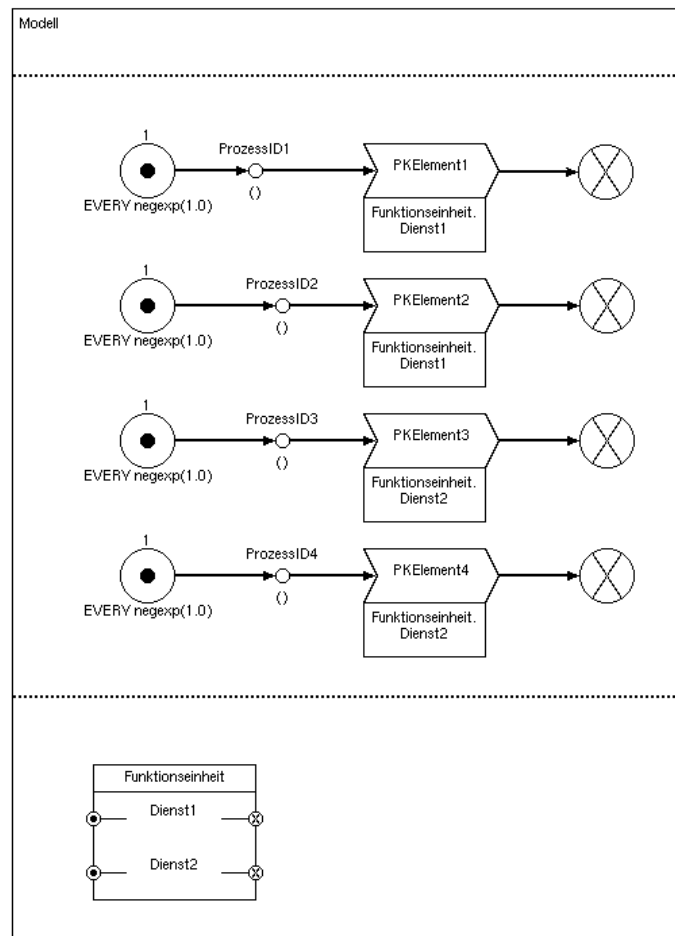 Modell
1
ProzessID1
PKElement1
EVERY negexp(1.0)
()
Funktionseinheit.
Dienst1
1
ProzessID2
PKElement2
EVERY negexp(1.0)
()
Funktionseinheit.
Dienst1
1
ProzessID3
PKElement3
EVERY negexp(1.0)
()
Funktionseinheit.
Dienst2
1
ProzessID4
PKElement4
EVERY negexp(1.0)
()
Funktionseinheit.
Dienst2
Funktionseinheit
Dienst1
Dienst2